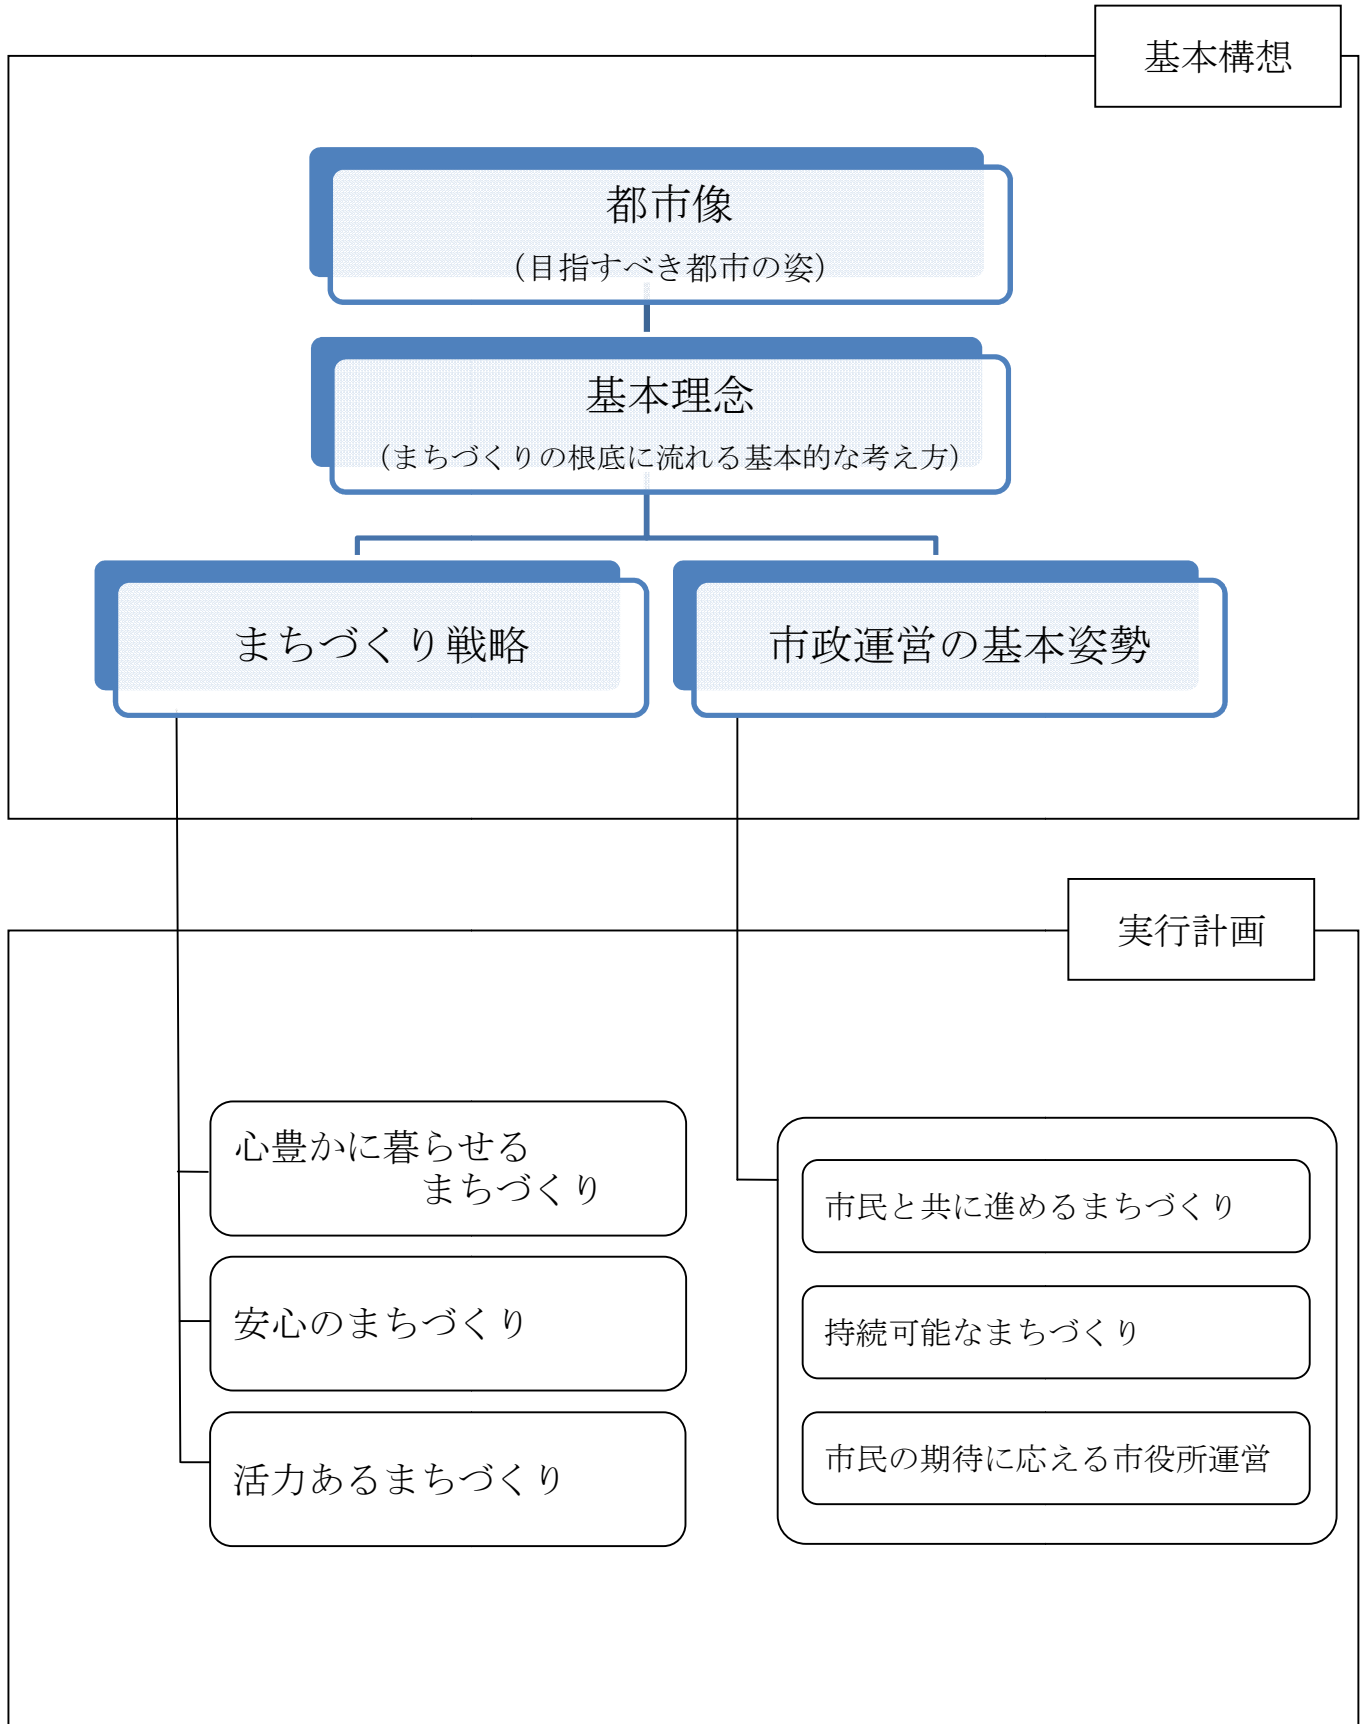 基本構想
都市像
（目指すべき都市の姿）
基本理念
（まちづくりの根底に流れる基本的な考え方）
まちづくり戦略
市政運営の基本姿勢
実行計画
心豊かに暮らせる
まちづくり
安心のまちづくり
活力あるまちづくり
市民と共に進めるまちづくり
持続可能なまちづくり
市民の期待に応える市役所運営